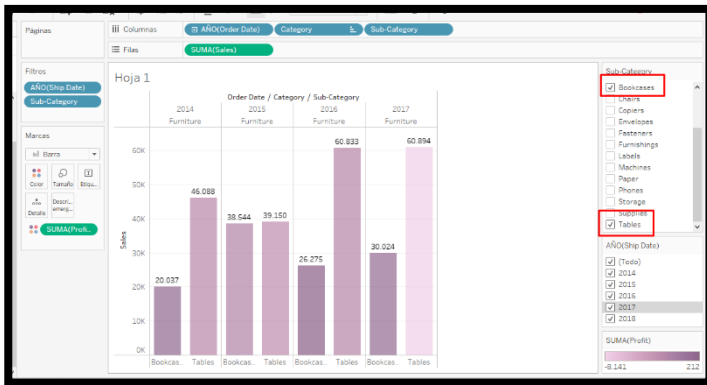 Páginas
iii Columnas
AÑO(Order Date)
Category
Sub-Category
Filas
SUMA(Sales)
Filtros
AÑO(Ship Date)
Sub-Category
Marcas
Barra
Color
Tamaño
Etiqu..
Detalle
Descri..
emerg..
SUMA(Profi..
Hoja 1
Order Date / Category / Sub-Category
2014
2015
2016
2017
Furniture
Furniture
Furniture
Furniture
Sales
60K
50K
40K
30K
20K
10K
0K
20.037
46.088
38.544
39.150
26.275
60.833
30.024
60.894
Bookcas..
Tables
Bookcas..
Tables
Bookcas..
Tables
Bookcas..
Tables
Sub-Category
Bookcases
Chairs
Copiers
Envelopes
Fasteners
Furnishings
Labels
Machines
Paper
Phones
Storage
Supplies
Tables
AÑO(Ship Date)
(Todo)
2014
2015
2016
2017
2018
SUMA(Profit)
-8.141
212